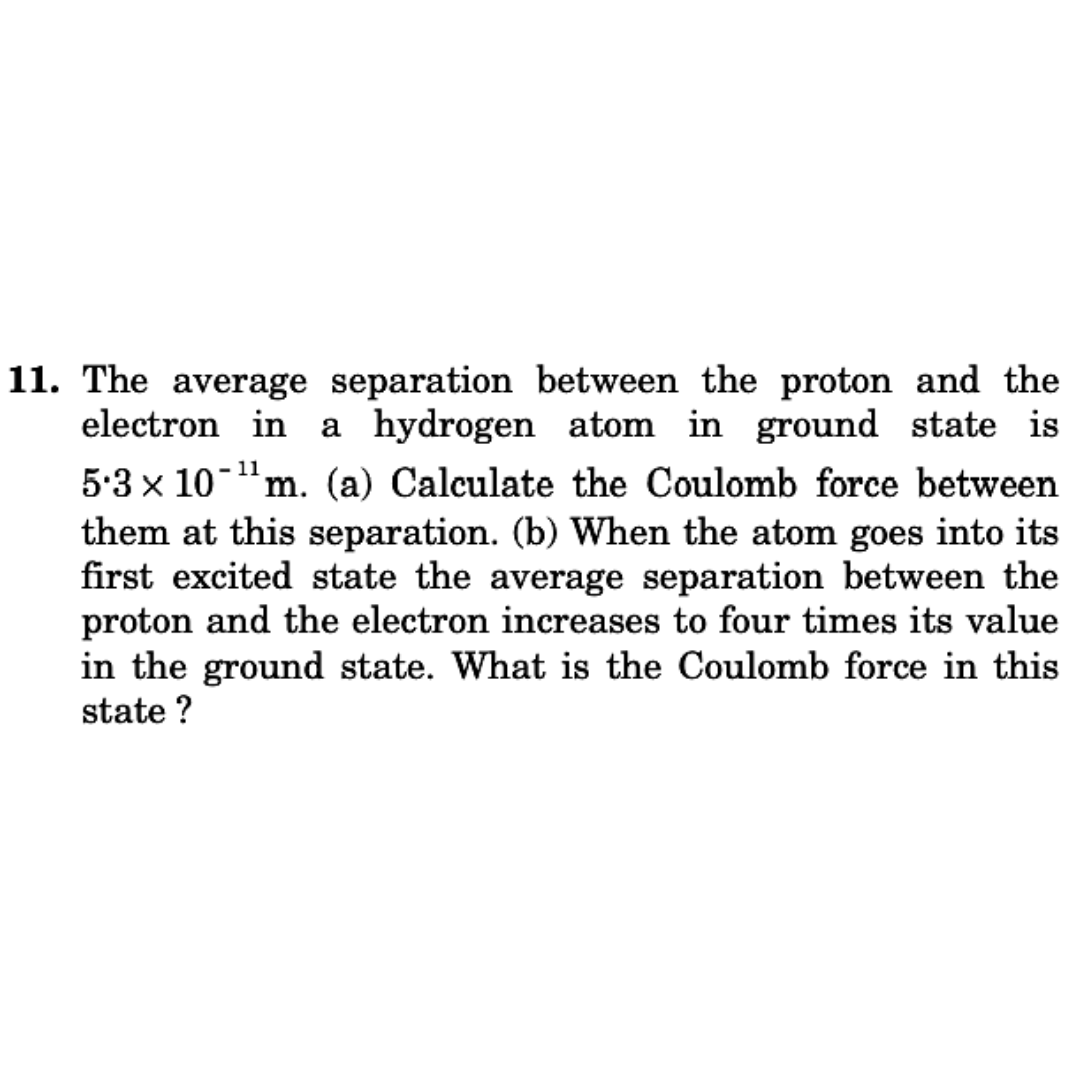 11. The average separation between the proton and the
electron in a hydrogen atom in ground state is
5·3 × 10⁻¹¹ m. (a) Calculate the Coulomb force between
them at this separation. (b) When the atom goes into its
first excited state the average separation between the
proton and the electron increases to four times its value
in the ground state. What is the Coulomb force in this
state ?